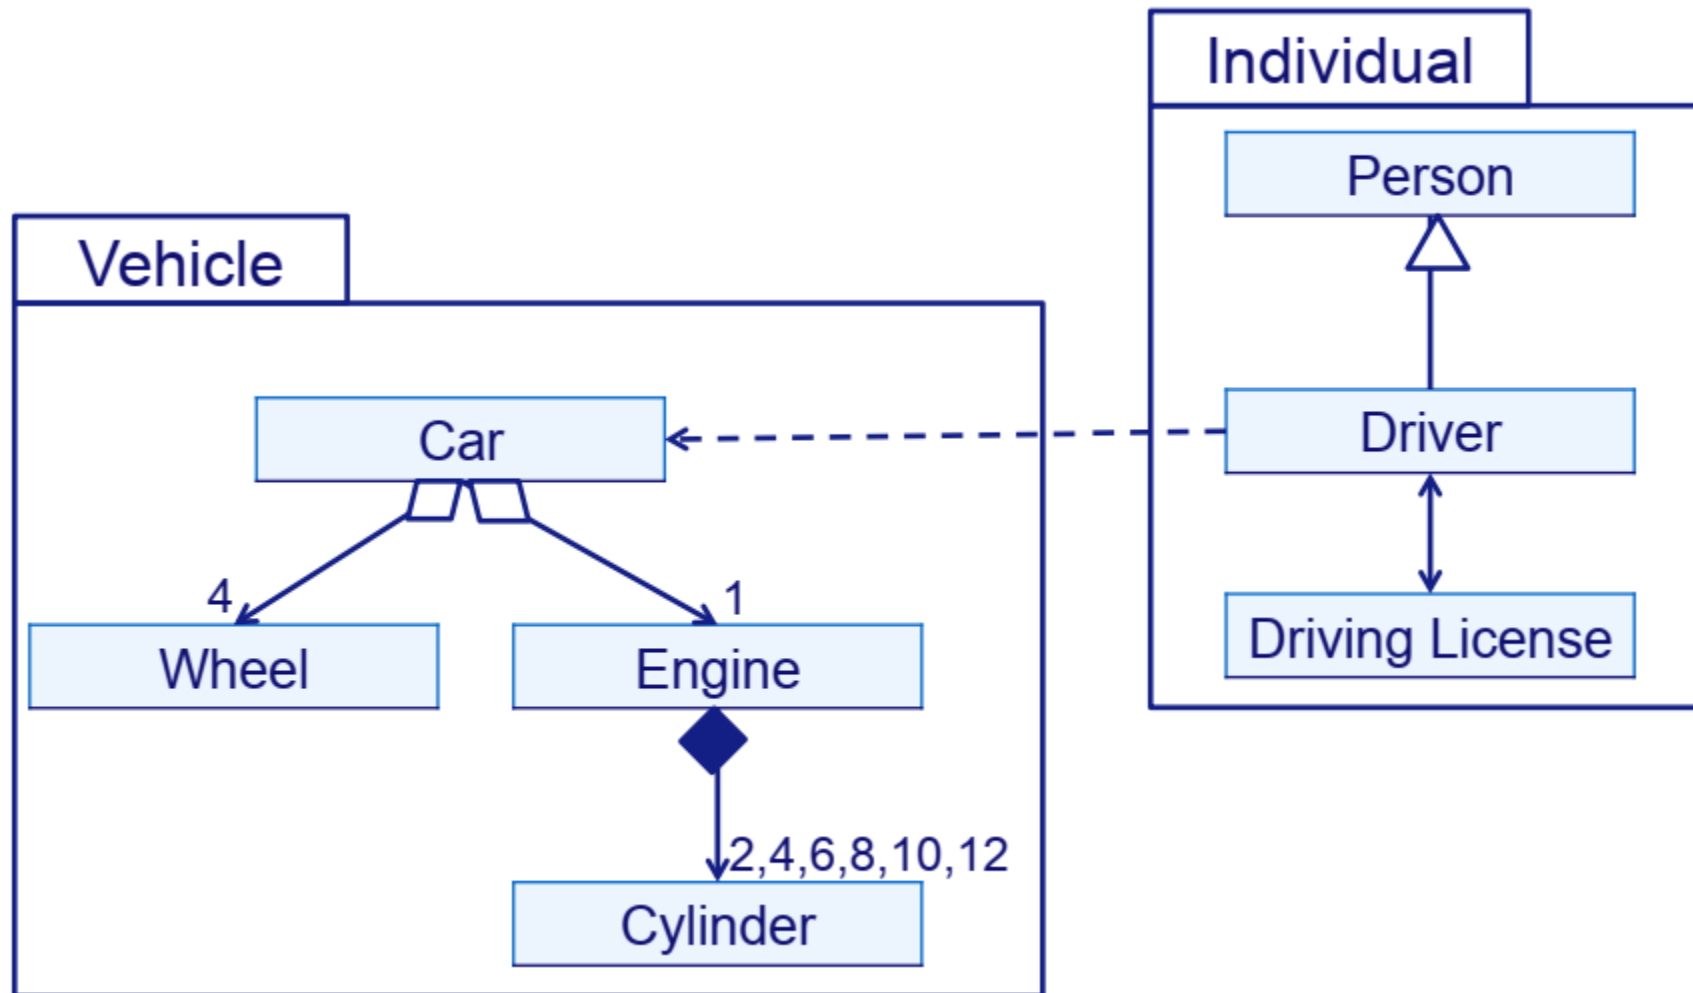 Individual
Person
Vehicle
Car
Driver
4
1
Wheel
Engine
Driving License
2,4,6,8,10,12
Cylinder